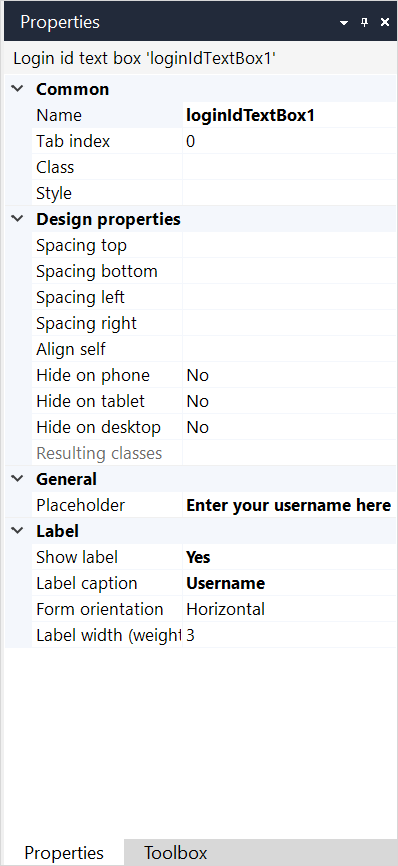 Properties
Login id text box 'loginIdTextBox1'
Common
Name loginIdTextBox1
Tab index 0
Class
Style
Design properties
Spacing top
Spacing bottom
Spacing left
Spacing right
Align self
Hide on phone No
Hide on tablet No
Hide on desktop No
Resulting classes
General
Placeholder Enter your username here
Label
Show label Yes
Label caption Username
Form orientation Horizontal
Label width (weight 3
Properties Toolbox